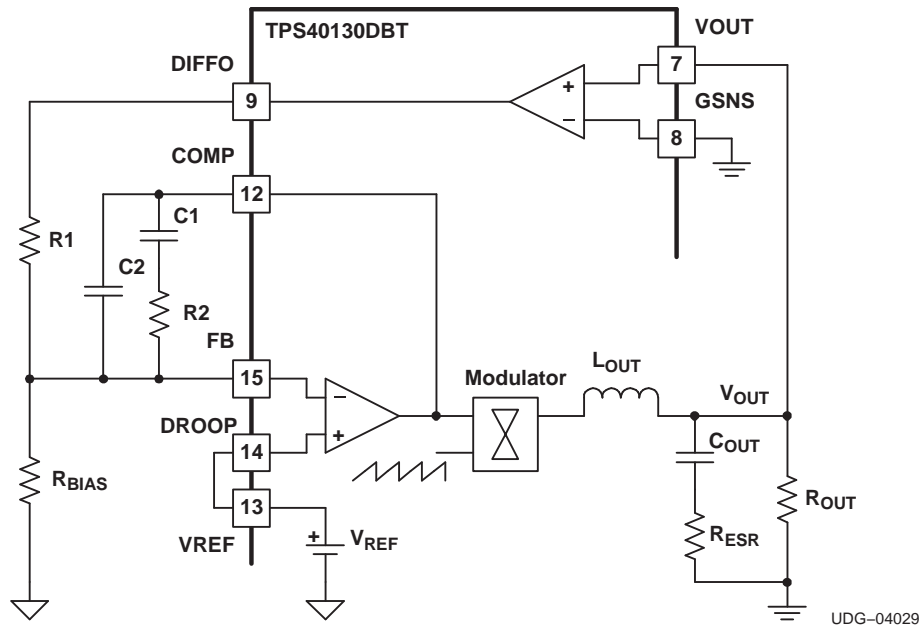 TPS40130DBT
VOUT
DIFFO
7
+
GSNS
9
−
8
COMP
12
C1
R1
C2
R2
FB
15
LOUT
Modulator
−
VOUT
DROOP
+
COUT
14
RBIAS
ROUT
13
VREF
+
VREF
RESR
UDG−04029